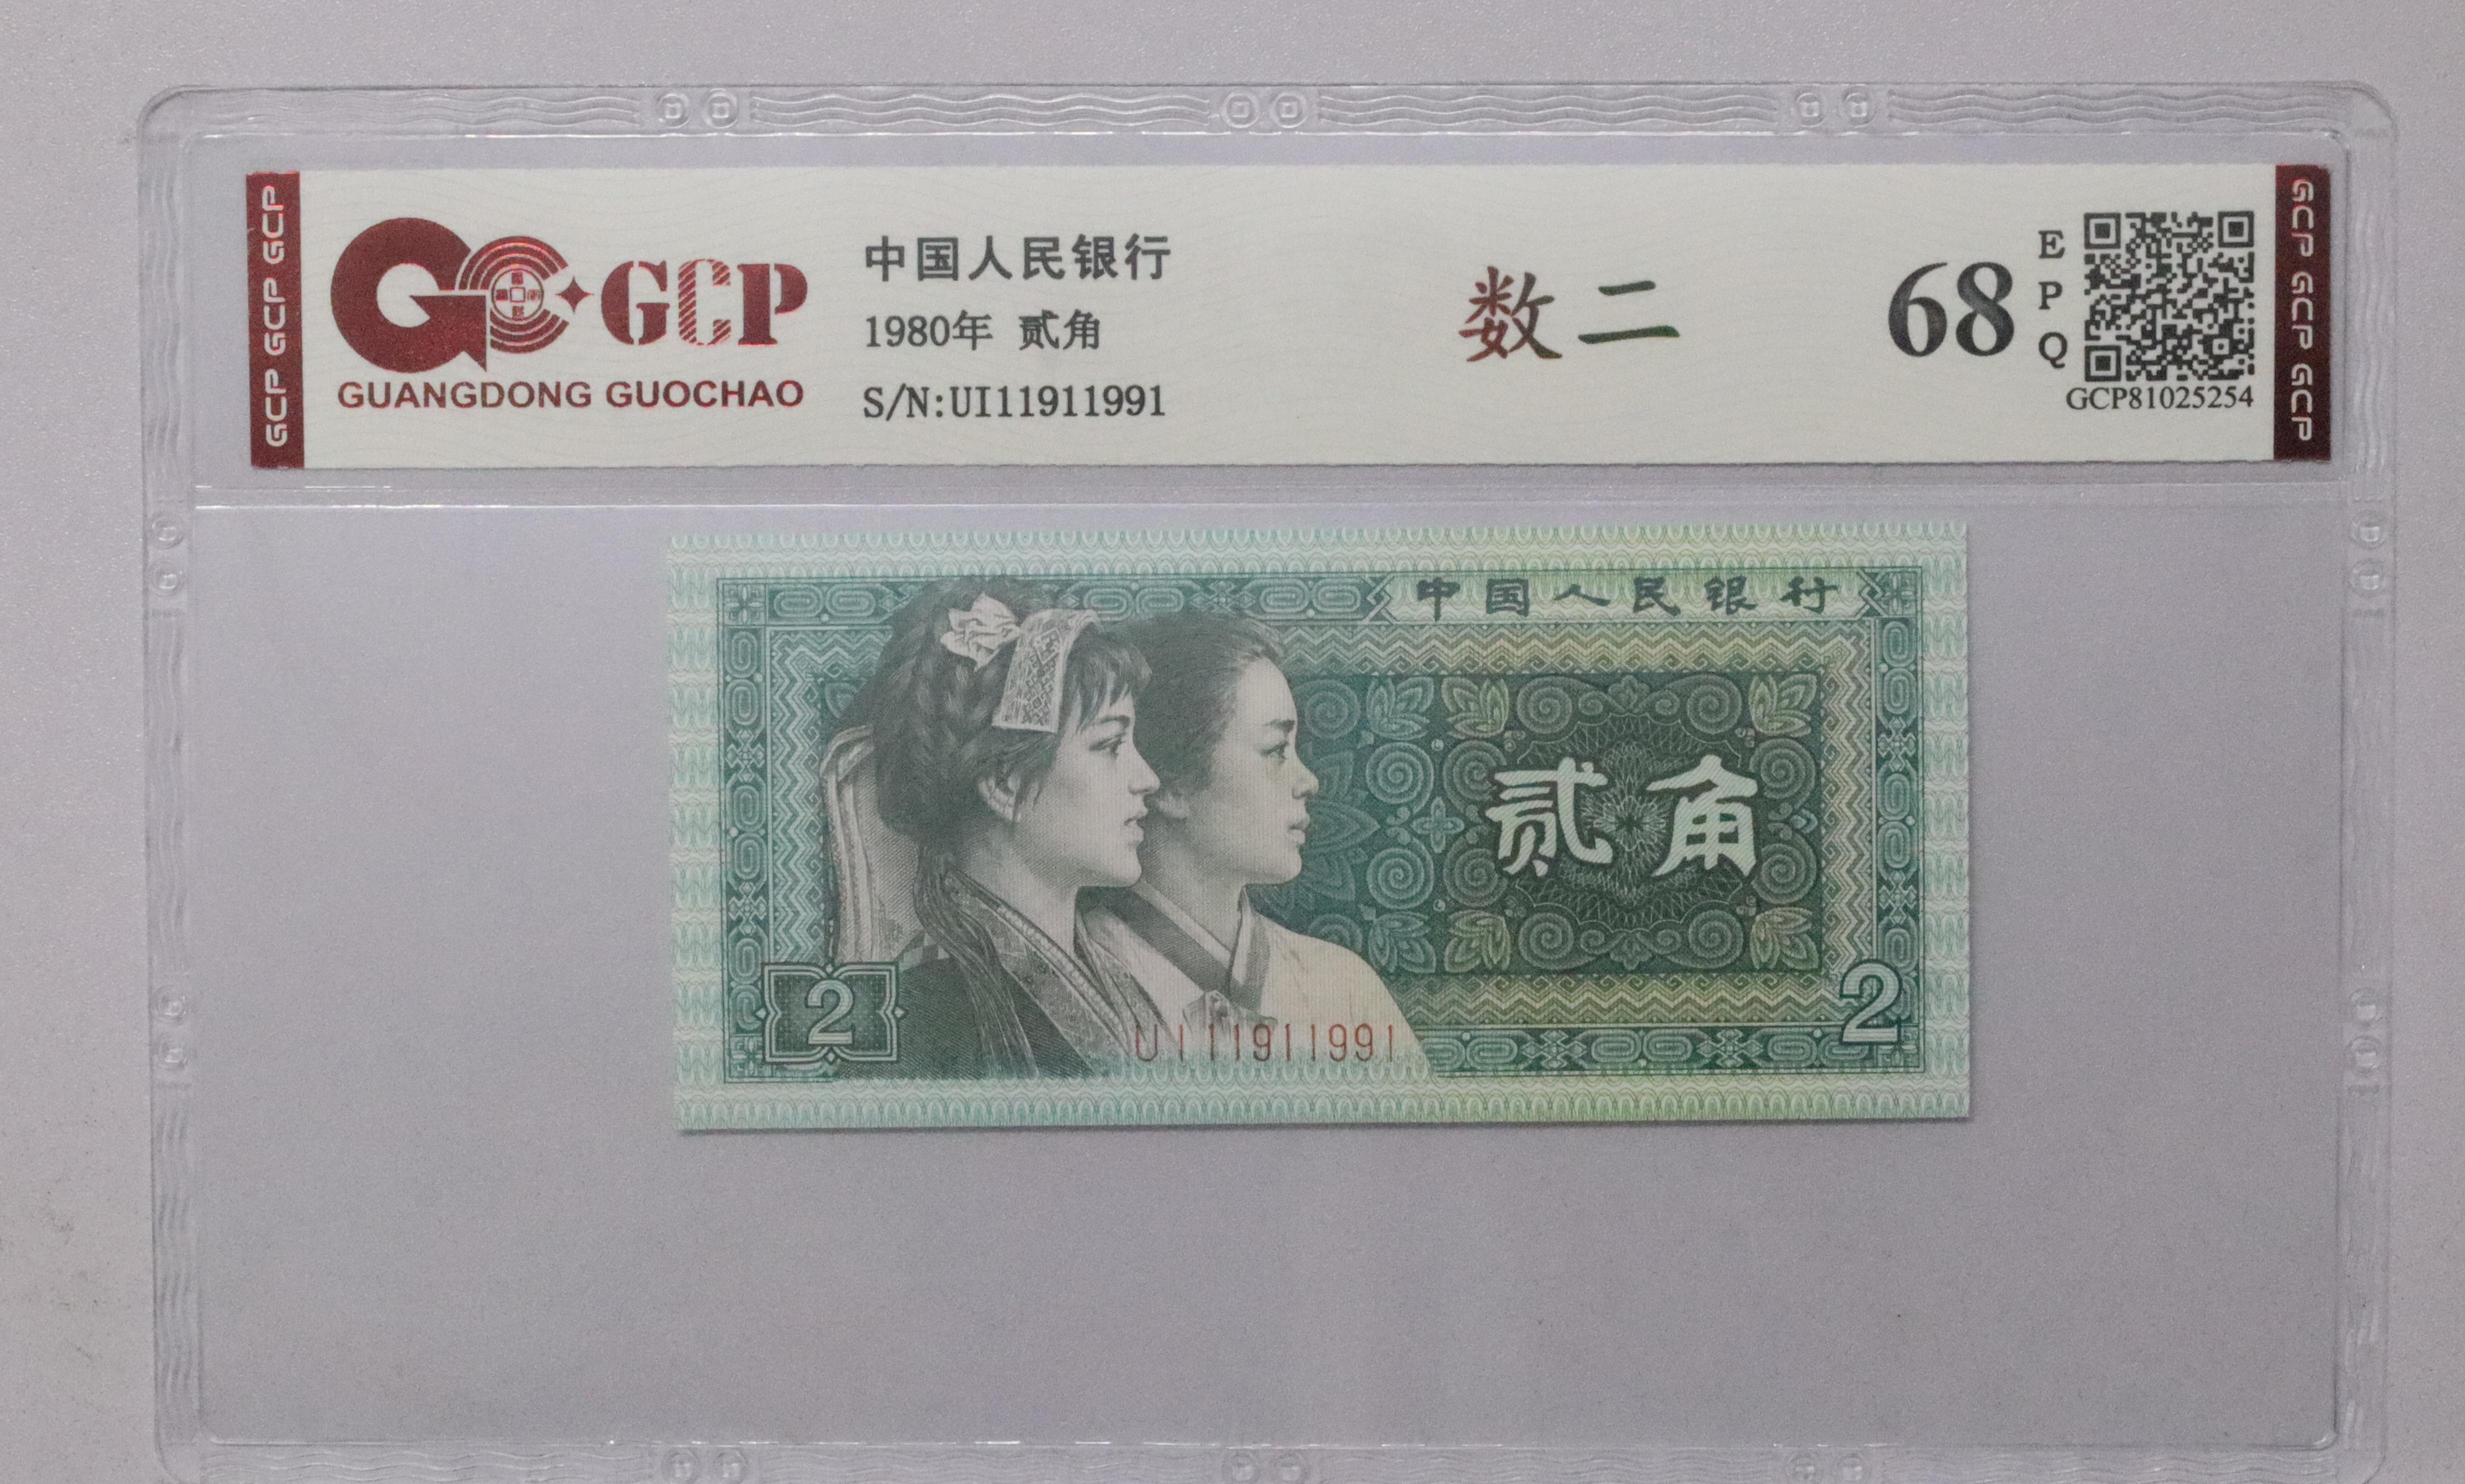 GCP GCP GCP
GCP
GUANGDONG GUOCHAO
中国人民银行
1980年 贰角
S/N:UI11911991
数二
68
EPQ
GCP81025254
GCP GCP GCP
中国人民银行
贰角
2
UI11911991
2